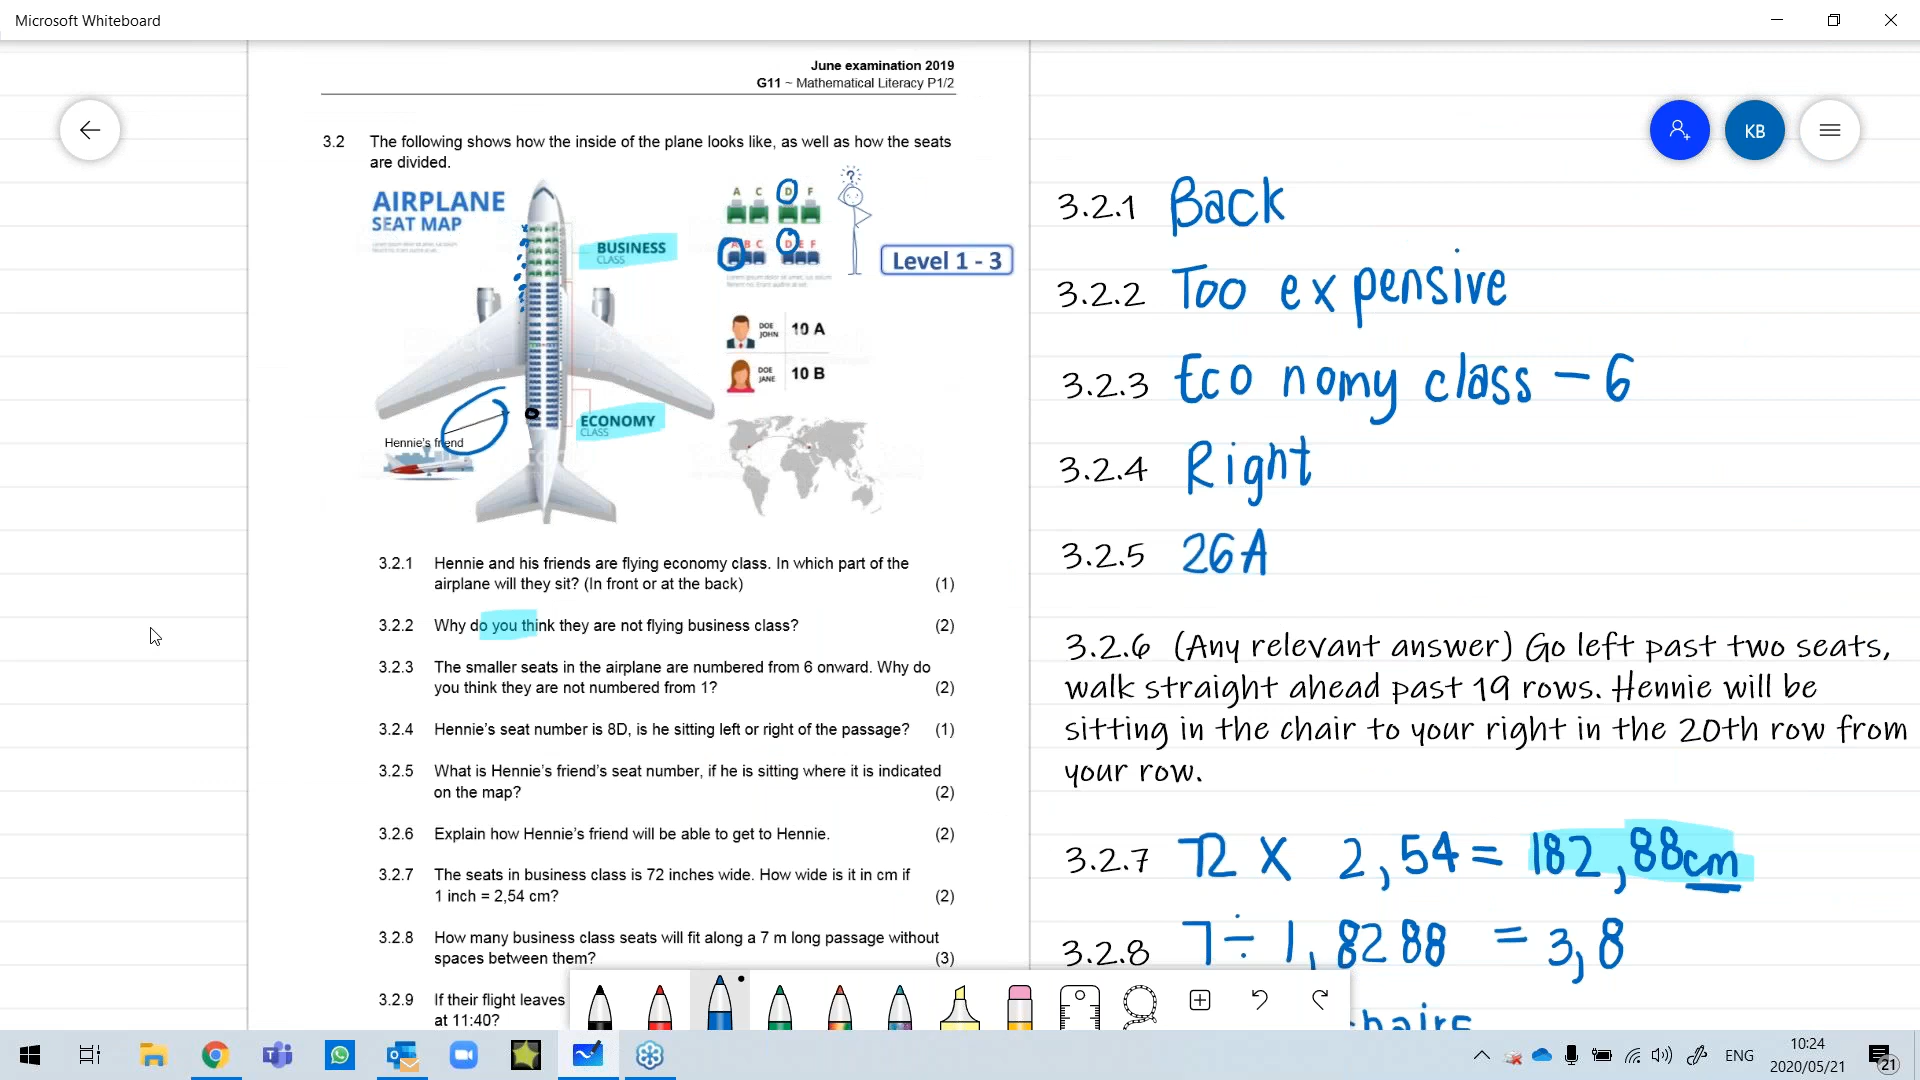 Microsoft Whiteboard
June examination 2019
G11 ~ Mathematical Literacy P1/2
3.2 The following shows how the inside of the plane looks like, as well as how the seats
are divided.
AIRPLANE
SEAT MAP
BUSINESS
CLASS
ECONOMY
CLASS
Hennie's friend
A C D F
A B C D E F
?
Level 1 - 3
DOE
JOHN
10 A
DOE
JANE
10 B
3.2.1 Hennie and his friends are flying economy class. In which part of the
airplane will they sit? (In front or at the back) (1)
3.2.2 Why do you think they are not flying business class? (2)
3.2.3 The smaller seats in the airplane are numbered from 6 onward. Why do
you think they are not numbered from 1? (2)
3.2.4 Hennie's seat number is 8D, is he sitting left or right of the passage? (1)
3.2.5 What is Hennie's friend's seat number, if he is sitting where it is indicated
on the map? (2)
3.2.6 Explain how Hennie's friend will be able to get to Hennie. (2)
3.2.7 The seats in business class is 72 inches wide. How wide is it in cm if
1 inch = 2,54 cm? (2)
3.2.8 How many business class seats will fit along a 7 m long passage without
spaces between them? (3)
3.2.9 If their flight leaves
at 11:40?
KB
3.2.1 Back
3.2.2 Too expensive
3.2.3 Economy class – 6
3.2.4 Right
3.2.5 26A
3.2.6 (Any relevant answer) Go left past two seats,
walk straight ahead past 19 rows. Hennie will be
sitting in the chair to your right in the 20th row from
your row.
3.2.7 72 x 2,54 = 182,88cm
3.2.8 7 ÷ 1,8288 = 3,8
ENG
10:24
2020/05/21
21